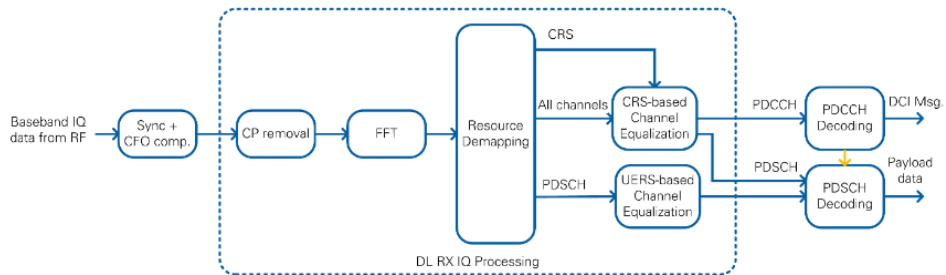 CRS
Baseband IQ
data from RF
Sync +
CFO comp.
CP removal
FFT
Resource
Demapping
All channels
CRS-based
Channel
Equalization
PDCCH
PDCCH
Decoding
DCI Msg.
PDSCH
UERS-based
Channel
Equalization
PDSCH
PDSCH
Decoding
Payload
data
DL RX IQ Processing